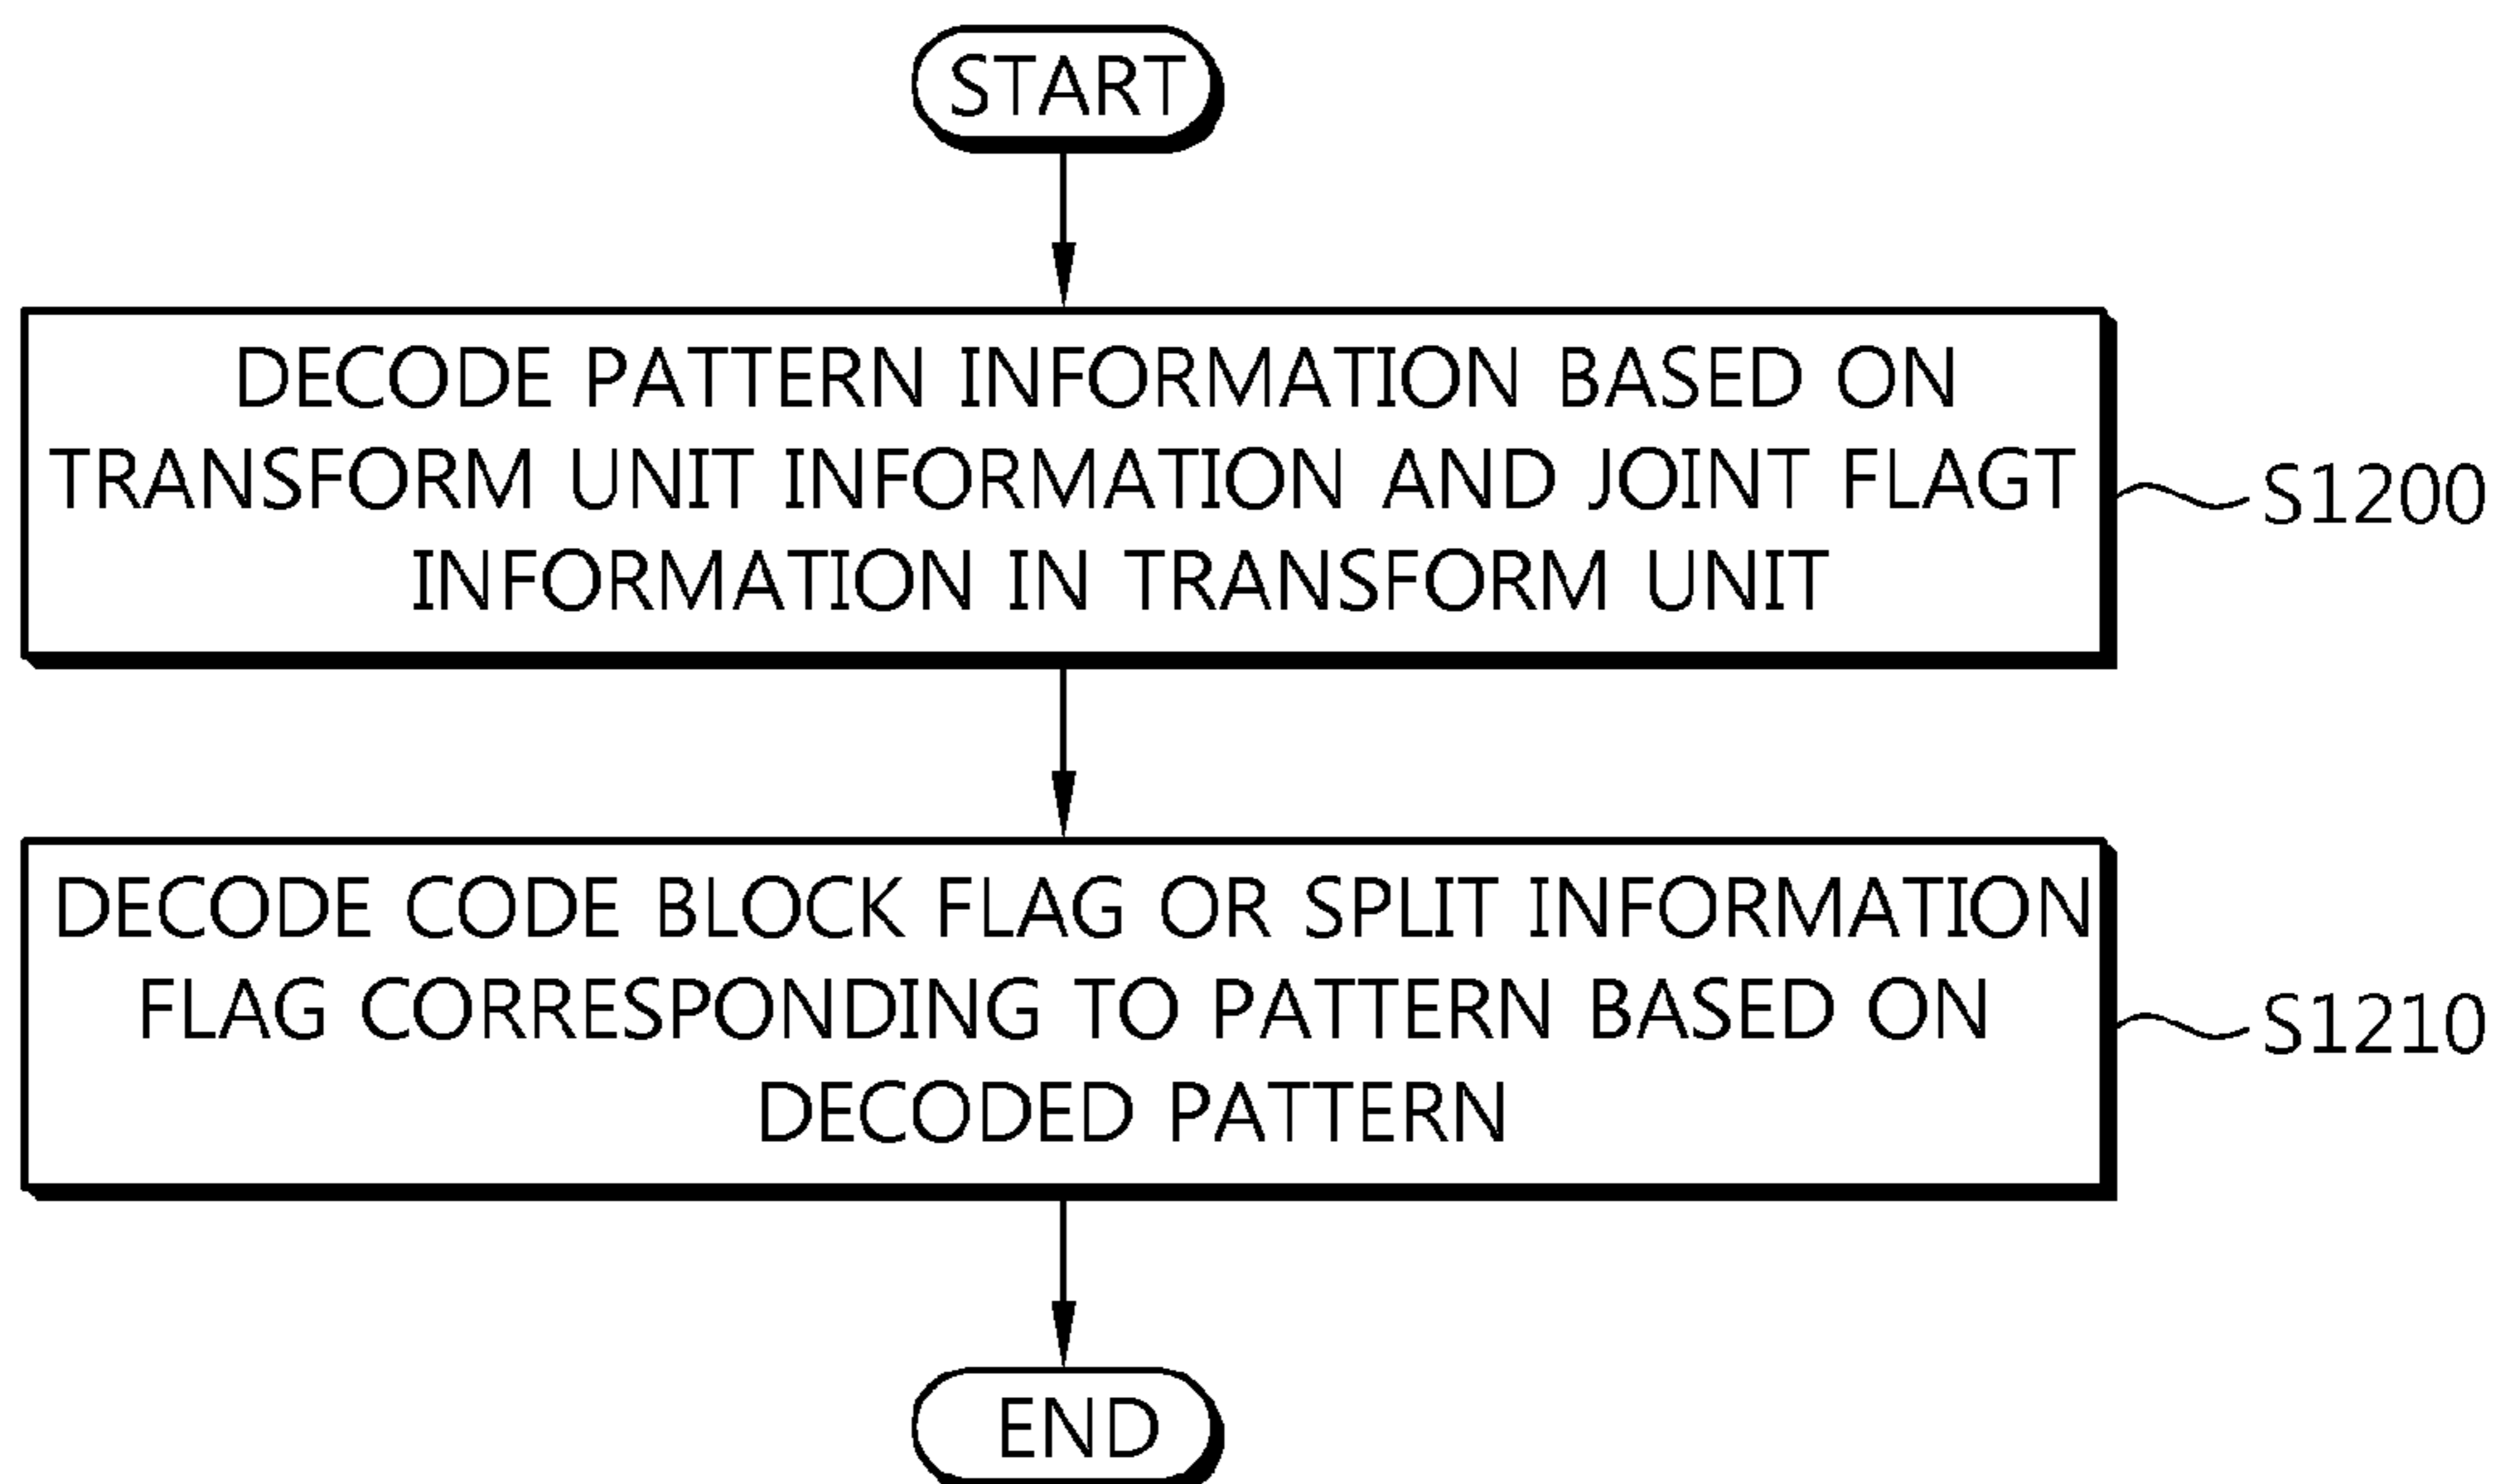 START
DECODE PATTERN INFORMATION BASED ON
TRANSFORM UNIT INFORMATION AND JOINT FLAGT
INFORMATION IN TRANSFORM UNIT
S1200
DECODE CODE BLOCK FLAG OR SPLIT INFORMATION
FLAG CORRESPONDING TO PATTERN BASED ON
DECODED PATTERN
S1210
END